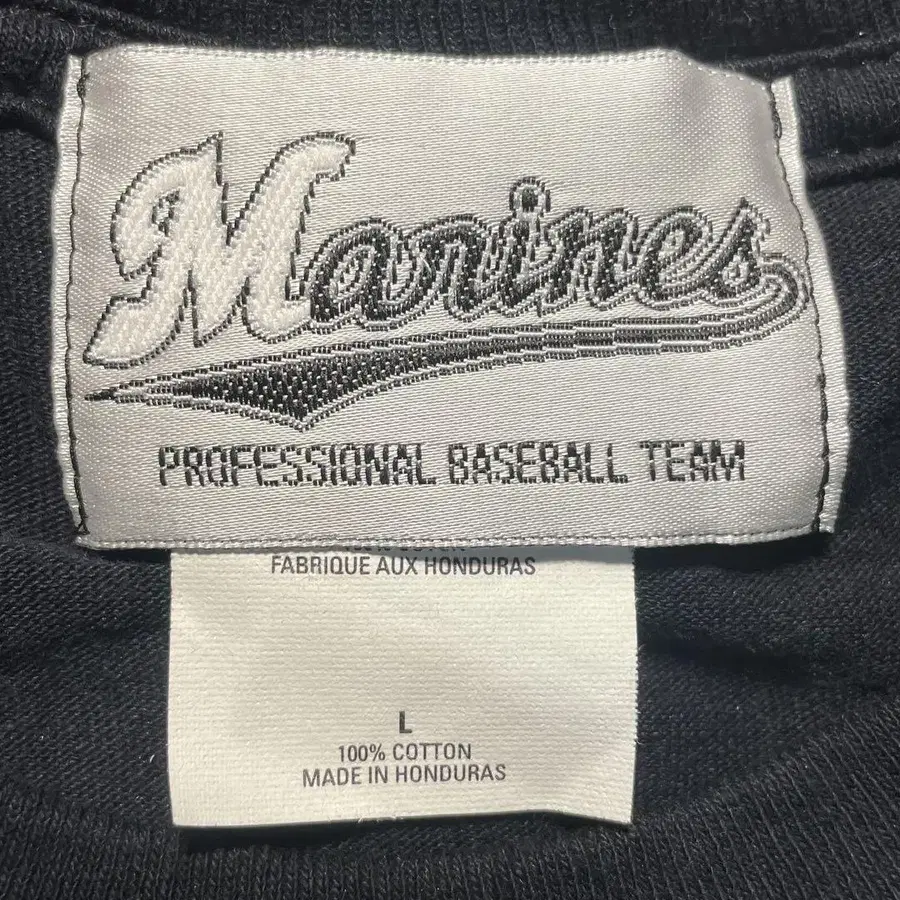 Marines
PROFESSIONAL BASEBALL TEAM
FABRIQUE AUX HONDURAS
L
100% COTTON
MADE IN HONDURAS